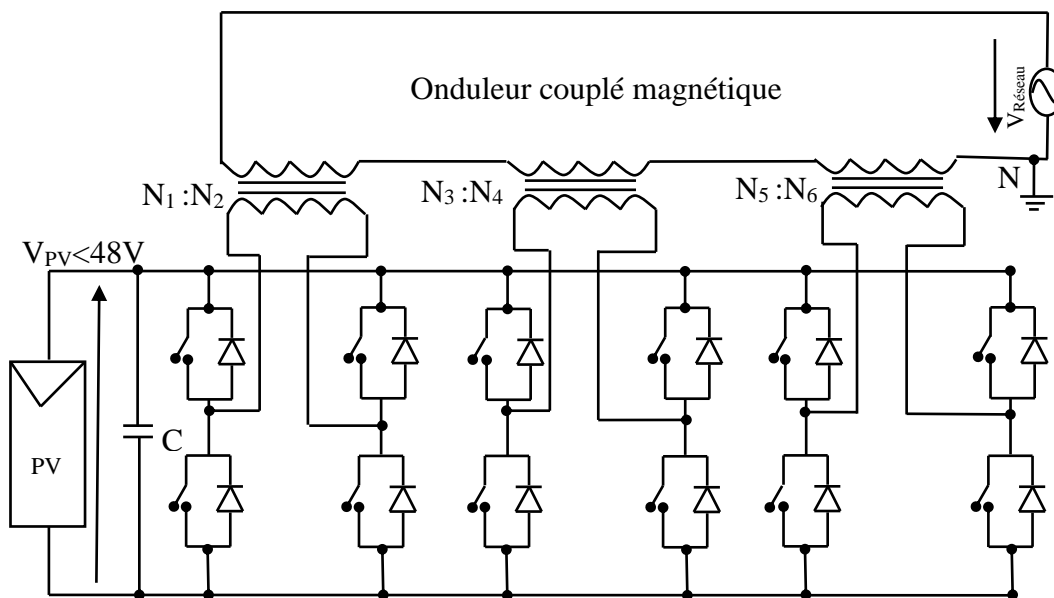 Onduleur couplé magnétique
VRéseau
N1 :N2
N3 :N4
N5 :N6
N
VPV<48V
C
PV